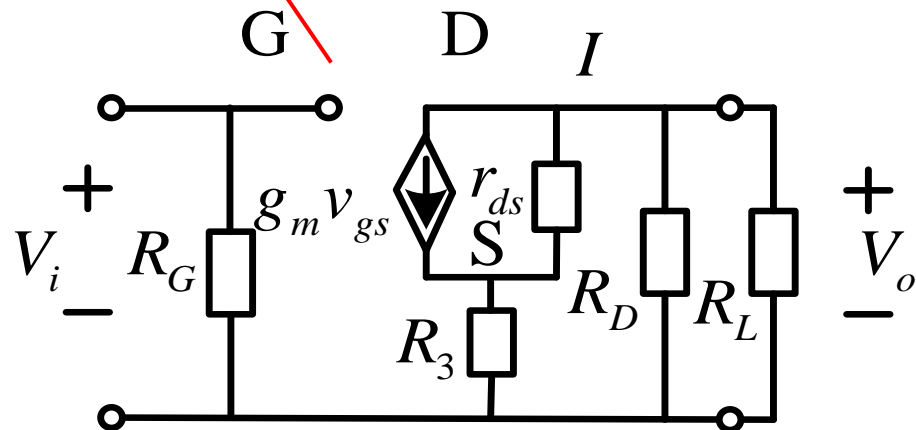 G D I
+ +
g_m v_gs r_ds
S
V_i R_G R_D R_L V_o
R_3
− −